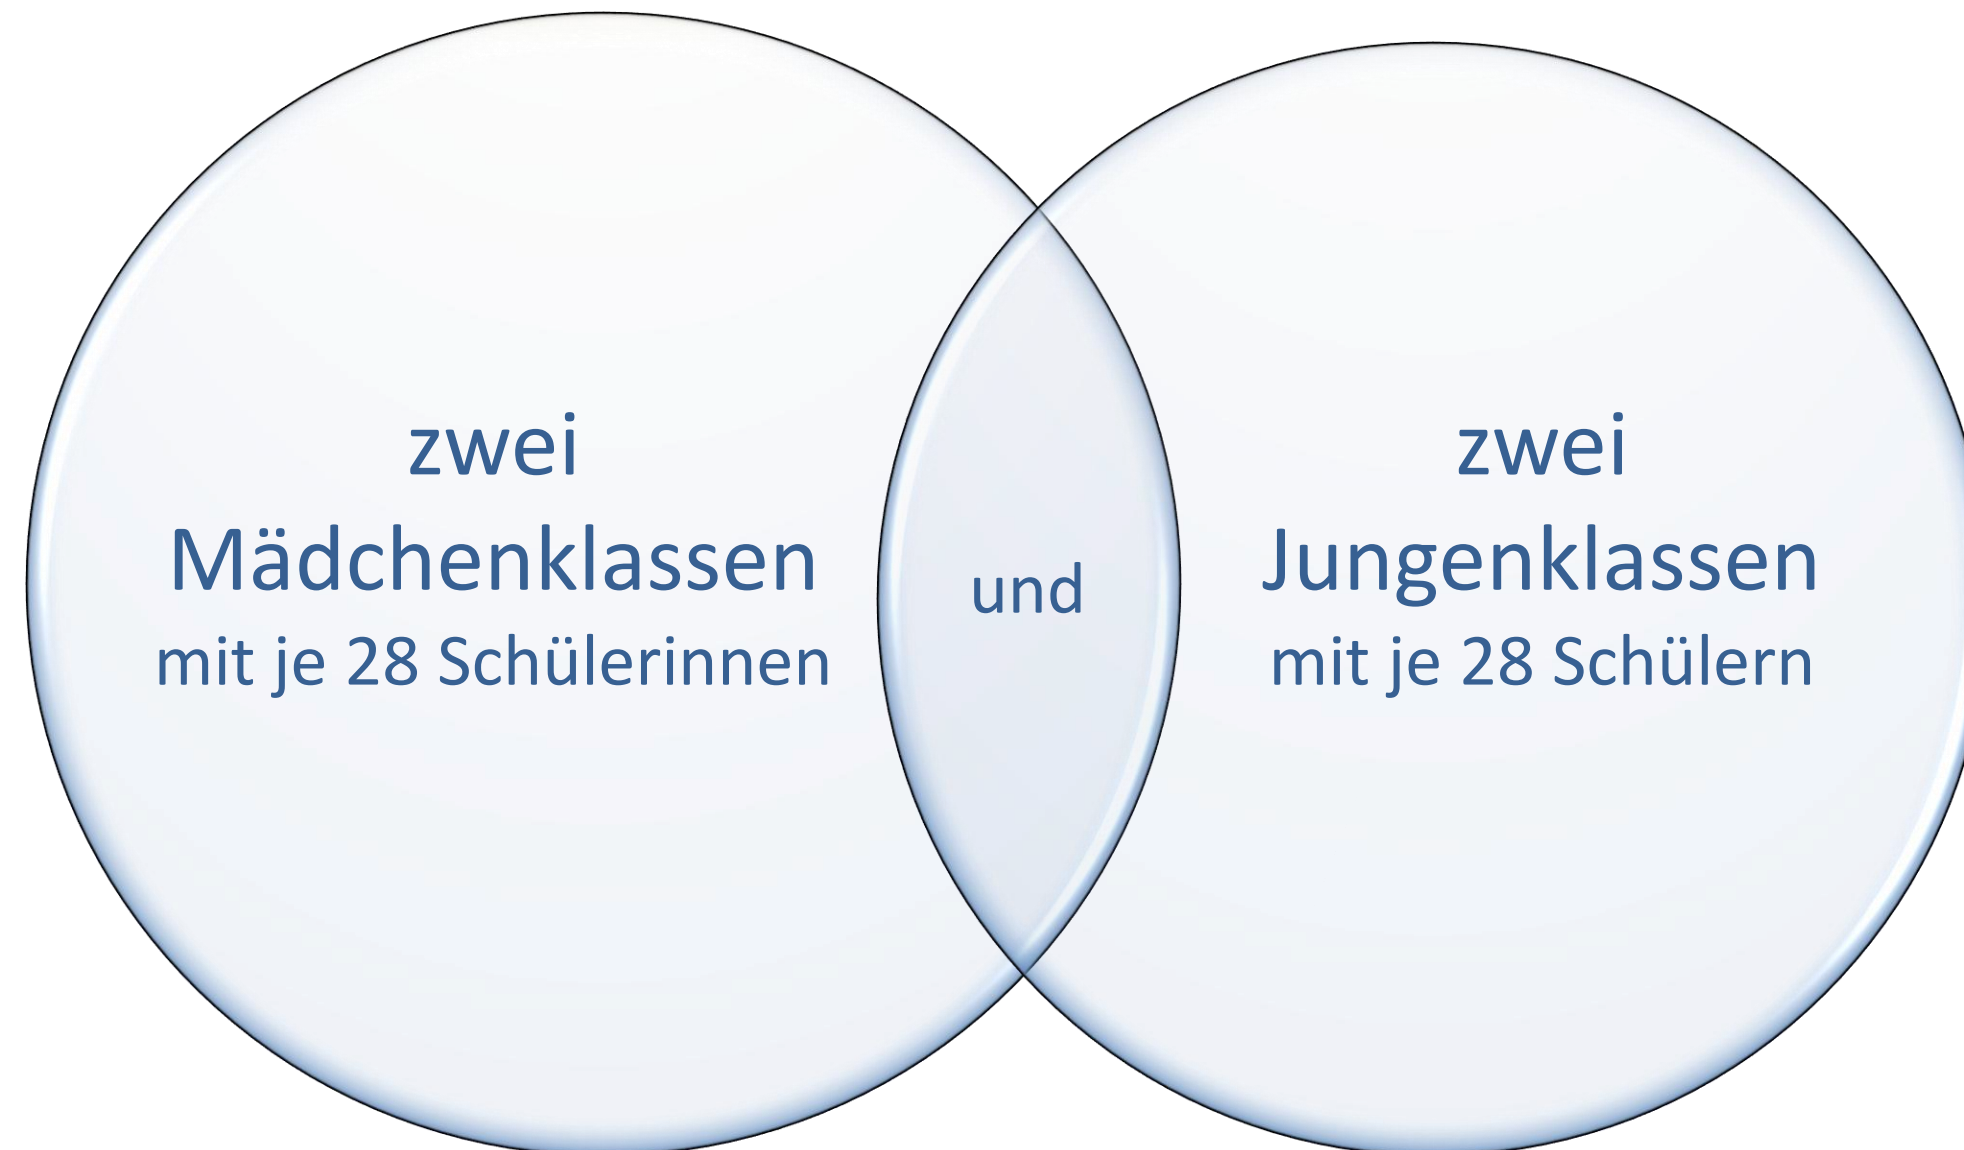 zwei
Mädchenklassen
mit je 28 Schülerinnen
und
zwei
Jungenklassen
mit je 28 Schülern